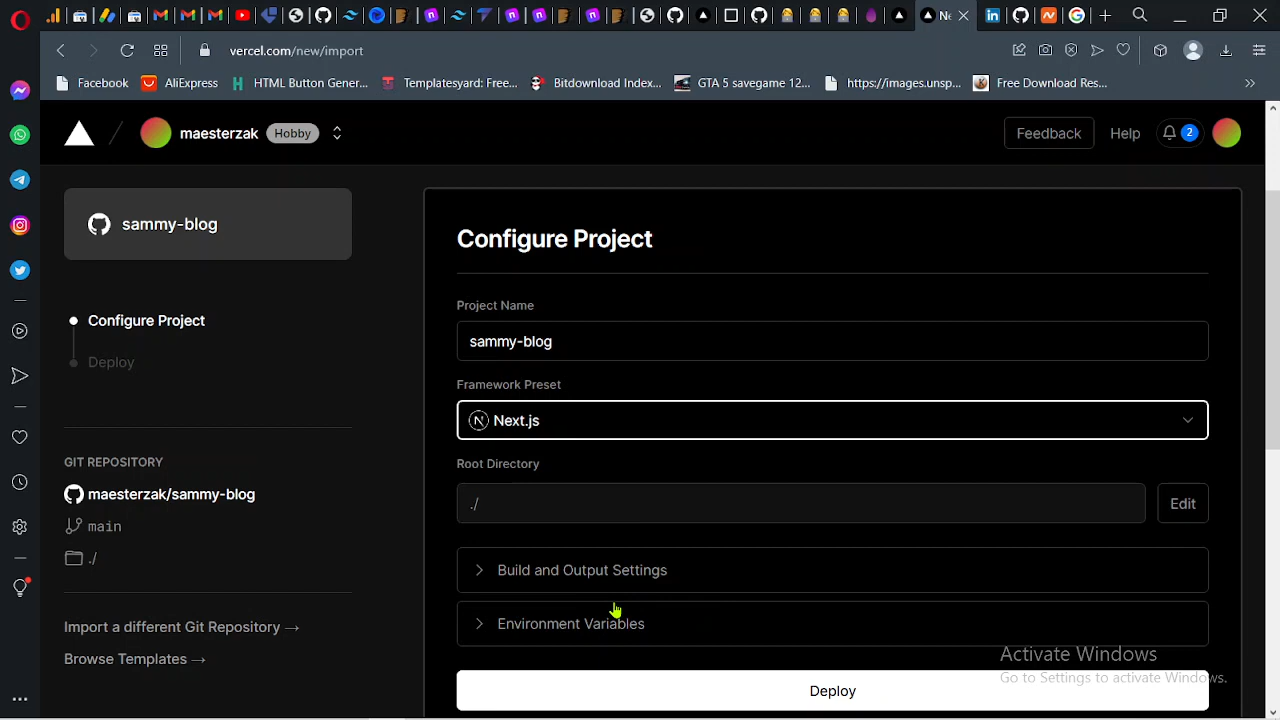 Ne
vercel.com/new/import
Facebook
AliExpress
HTML Button Gener...
Templatesyard: Free...
Bitdownload Index...
GTA 5 savegame 12...
https://images.unsp...
Free Download Res...
maesterzak
Hobby
Feedback
Help
2
sammy-blog
Configure Project
Deploy
GIT REPOSITORY
maesterzak/sammy-blog
main
./
Import a different Git Repository →
Browse Templates →
Configure Project
Project Name
sammy-blog
Framework Preset
Next.js
Root Directory
./
Edit
Build and Output Settings
Environment Variables
Deploy
Activate Windows
Go to Settings to activate Windows.